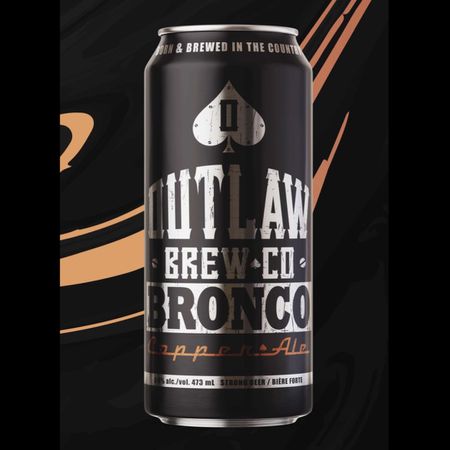 BORN & BREWED IN THE COUNTRY
O
OUTLAW
BREW CO
BRONCO
Copper Ale
% alc./vol. 473 mL STRONG BEER / BIÈRE FORTE